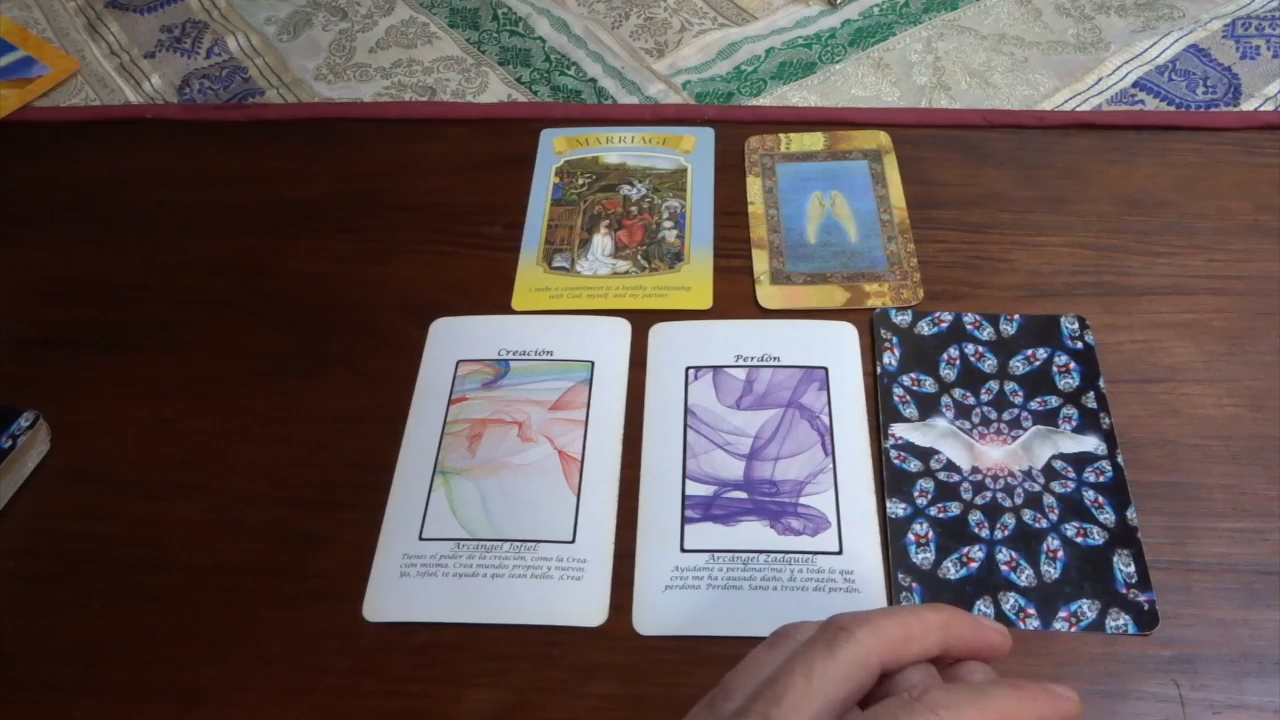 MARRIAGE
I make a commitment to a healthy relationship
with God, myself, and my partner.
Creación
Arcángel Jofiel:
Tienes el poder de la creación, como la Crea-
ción misma. Crea mundos propios y nuevos.
Yo, Jofiel, te ayudo a que sean bellos. ¡Crea!
Perdón
Arcángel Zadquiel:
Ayúdame a perdonar(me) y a todo lo que
creo me ha causado daño, de corazón. Me
perdono. Perdono. Sano a través del perdón.